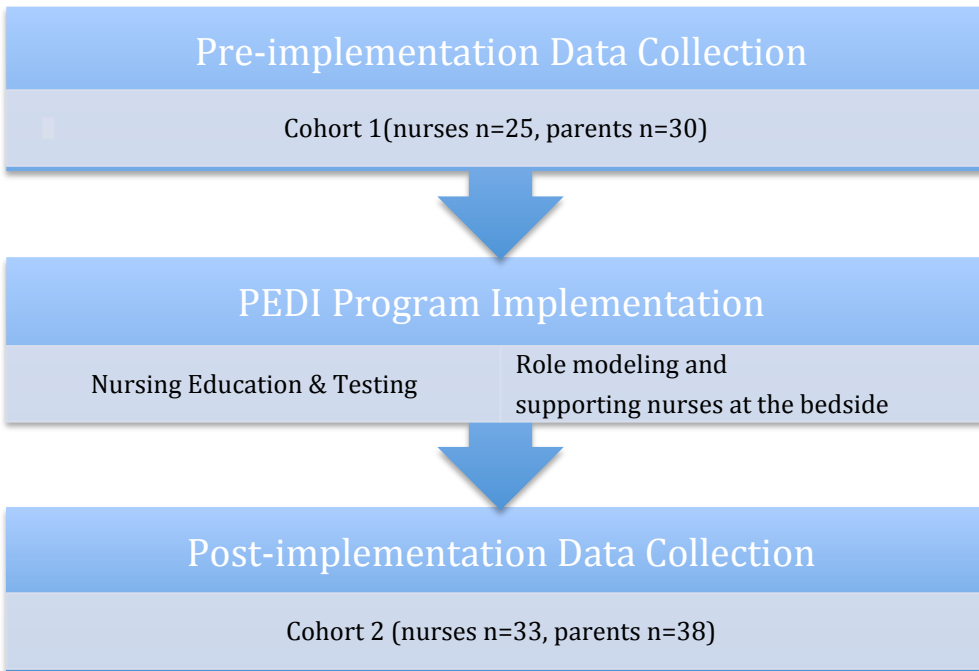 Pre-implementation Data Collection
Cohort 1(nurses n=25, parents n=30)
PEDI Program Implementation
Nursing Education & Testing
Role modeling and
supporting nurses at the bedside
Post-implementation Data Collection
Cohort 2 (nurses n=33, parents n=38)